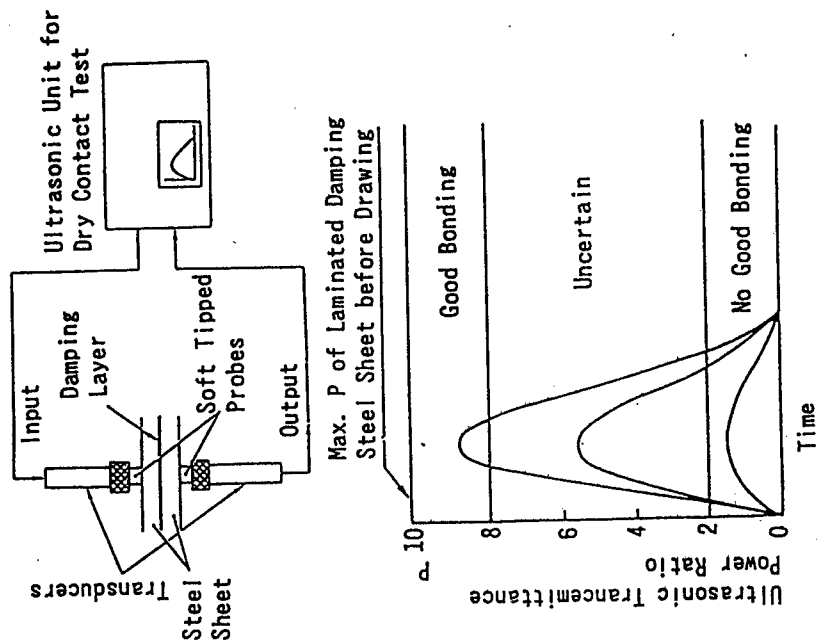 Ultrasonic Unit for
Dry Contact Test
Input
Damping
Layer
Soft Tipped
Probes
Output
Transducers
Steel
Sheet
Max. P of Laminated Damping
Steel Sheet before Drawing
Good Bonding
Uncertain
No Good Bonding
10
8
6
4
2
0
P
Ultrasonic Trancemittance
Power Ratio
Time